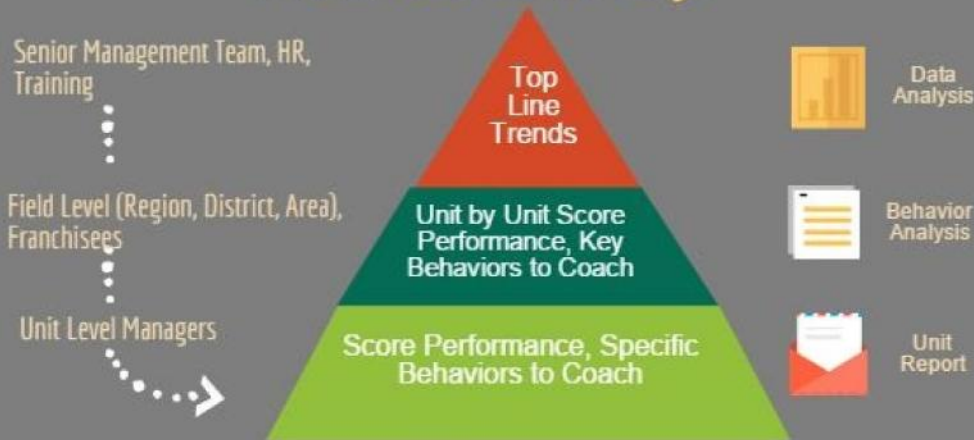 Senior Management Team, HR,
Training
Top
Line
Trends
Data
Analysis
Field Level (Region, District, Area),
Franchisees
Unit by Unit Score
Performance, Key
Behaviors to Coach
Behavior
Analysis
Unit Level Managers
Score Performance, Specific
Behaviors to Coach
Unit
Report